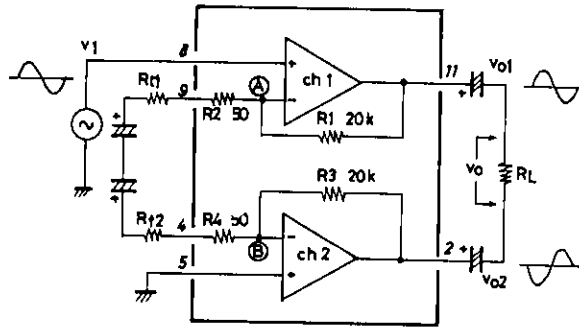 v1
8
+
ch 1
-
11
vo1
+
+
Rf1
9
R2 50
A
R1 20k
vo
RL
R3 20k
+
Rf2
4
R4 50
B
-
ch 2
+
5
2
+
vo2